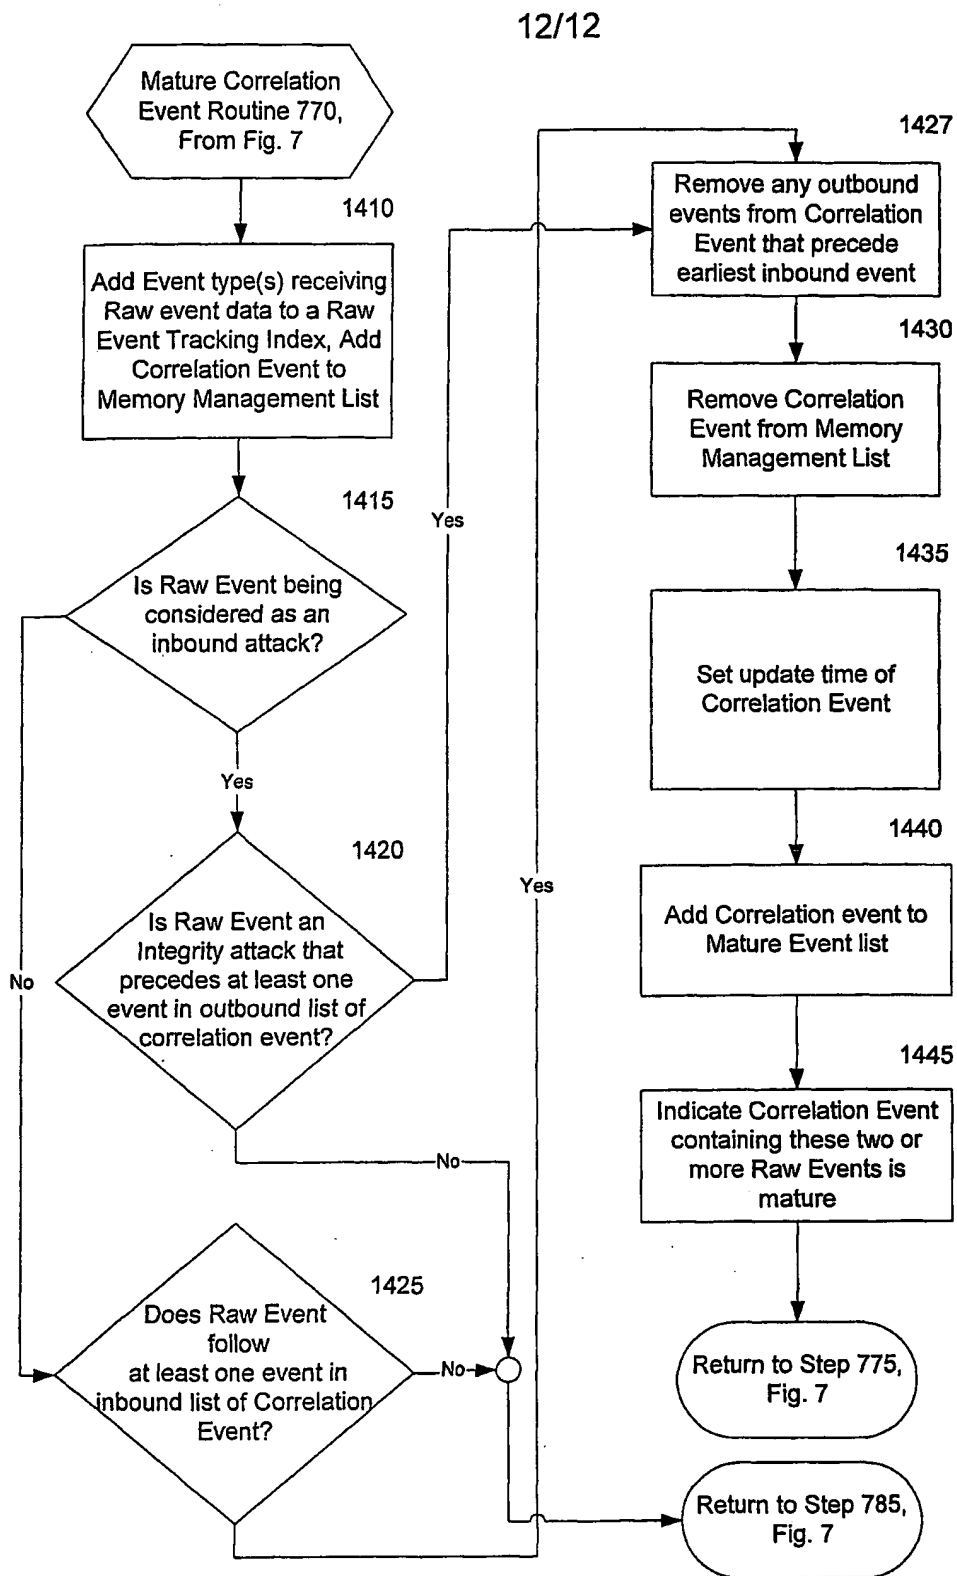 12/12
Mature Correlation
Event Routine 770,
From Fig. 7
1410
Add Event type(s) receiving
Raw event data to a Raw
Event Tracking Index, Add
Correlation Event to
Memory Management List
1415
Is Raw Event being
considered as an
inbound attack?
Yes
No
1420
Is Raw Event an
Integrity attack that
precedes at least one
event in outbound list of
correlation event?
Yes
No
1425
Does Raw Event
follow
at least one event in
inbound list of Correlation
Event?
No
Yes
1427
Remove any outbound
events from Correlation
Event that precede
earliest inbound event
1430
Remove Correlation
Event from Memory
Management List
1435
Set update time of
Correlation Event
1440
Add Correlation event to
Mature Event list
1445
Indicate Correlation Event
containing these two or
more Raw Events is
mature
Return to Step 775,
Fig. 7
Return to Step 785,
Fig. 7